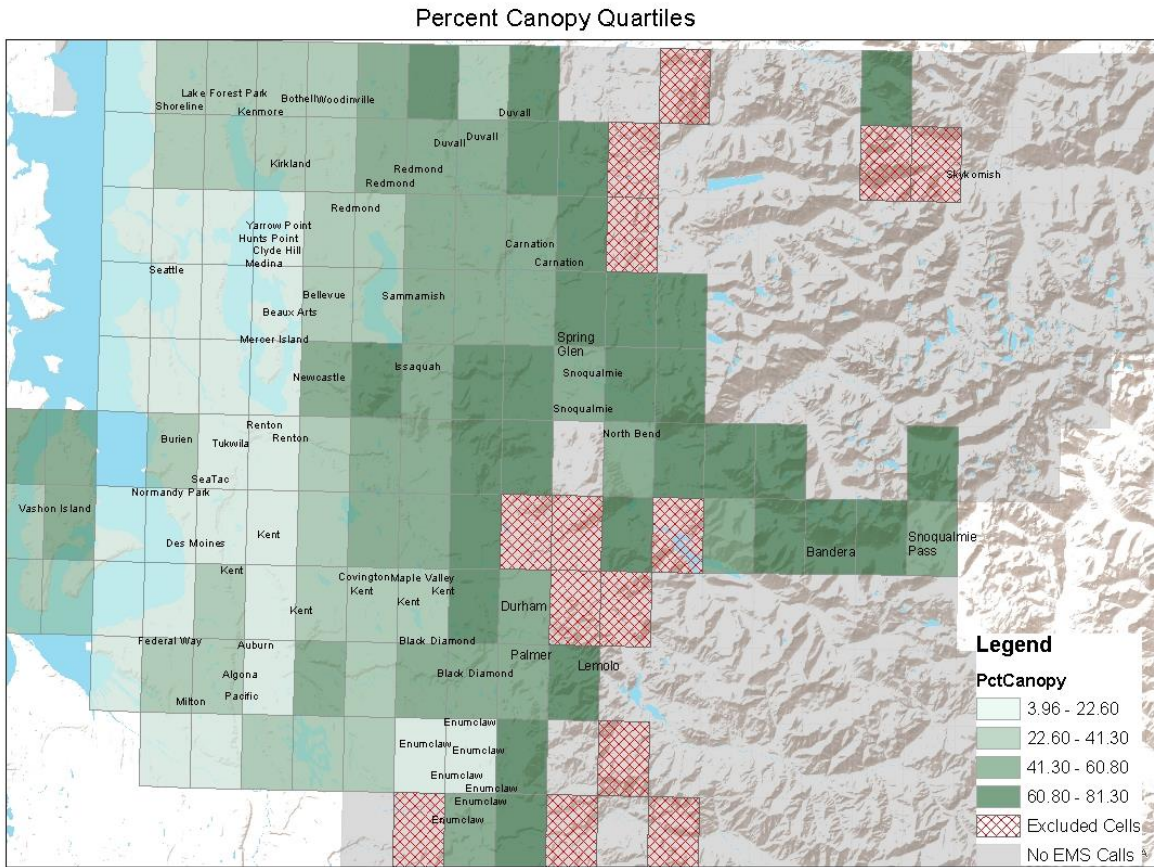 Percent Canopy Quartiles
Lake Forest Park
Shoreline
Kenmore
Bothell
Woodinville
Duvall
Duvall
Duvall
Kirkland
Redmond
Redmond
Redmond
Skykomish
Yarrow Point
Hunts Point
Clyde Hill
Medina
Carnation
Carnation
Seattle
Bellevue
Sammamish
Beaux Arts
Mercer Island
Spring
Glen
Newcastle
Issaquah
Snoqualmie
Snoqualmie
Renton
Renton
Burien
Tukwila
North Bend
SeaTac
Normandy Park
Vashon Island
Des Moines
Kent
Bandera
Snoqualmie
Pass
Kent
Covington
Maple Valley
Kent
Kent
Kent
Kent
Durham
Federal Way
Auburn
Black Diamond
Palmer
Lemolo
Algona
Black Diamond
Milton
Pacific
Enumclaw
Enumclaw
Enumclaw
Enumclaw
Enumclaw
Enumclaw
Enumclaw
Legend
PctCanopy
3.96 - 22.60
22.60 - 41.30
41.30 - 60.80
60.80 - 81.30
Excluded Cells
No EMS Calls